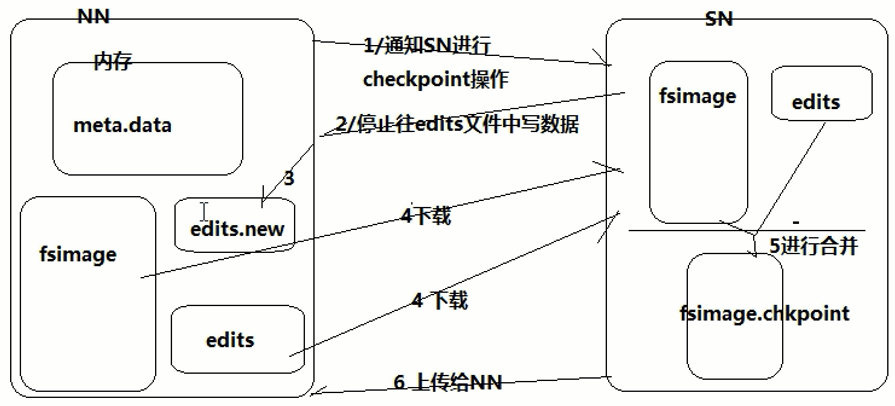 NN
SN
内存
meta.data
1/通知SN进行
checkpoint操作
fsimage
edits
2/停止往edits文件中写数据
3
edits.new
4下载
fsimage
5进行合并
4 下载
edits
fsimage.chkpoint
6 上传给NN